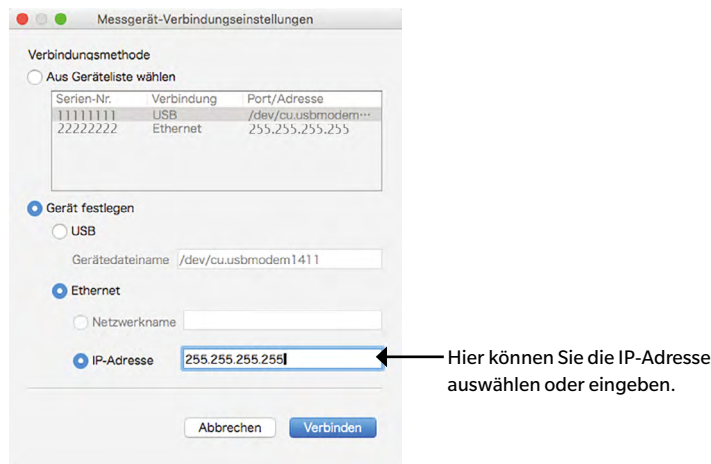 Messgerät-Verbindungseinstellungen
Verbindungsmethode
Aus Geräteliste wählen
Serien-Nr. Verbindung Port/Adresse
11111111 USB /dev/cu.usbmodem···
22222222 Ethernet 255.255.255.255
Gerät festlegen
USB
Gerätedateiname /dev/cu.usbmodem1411
Ethernet
Netzwerkname
IP-Adresse 255.255.255.255
Hier können Sie die IP-Adresse
auswählen oder eingeben.
Abbrechen Verbinden